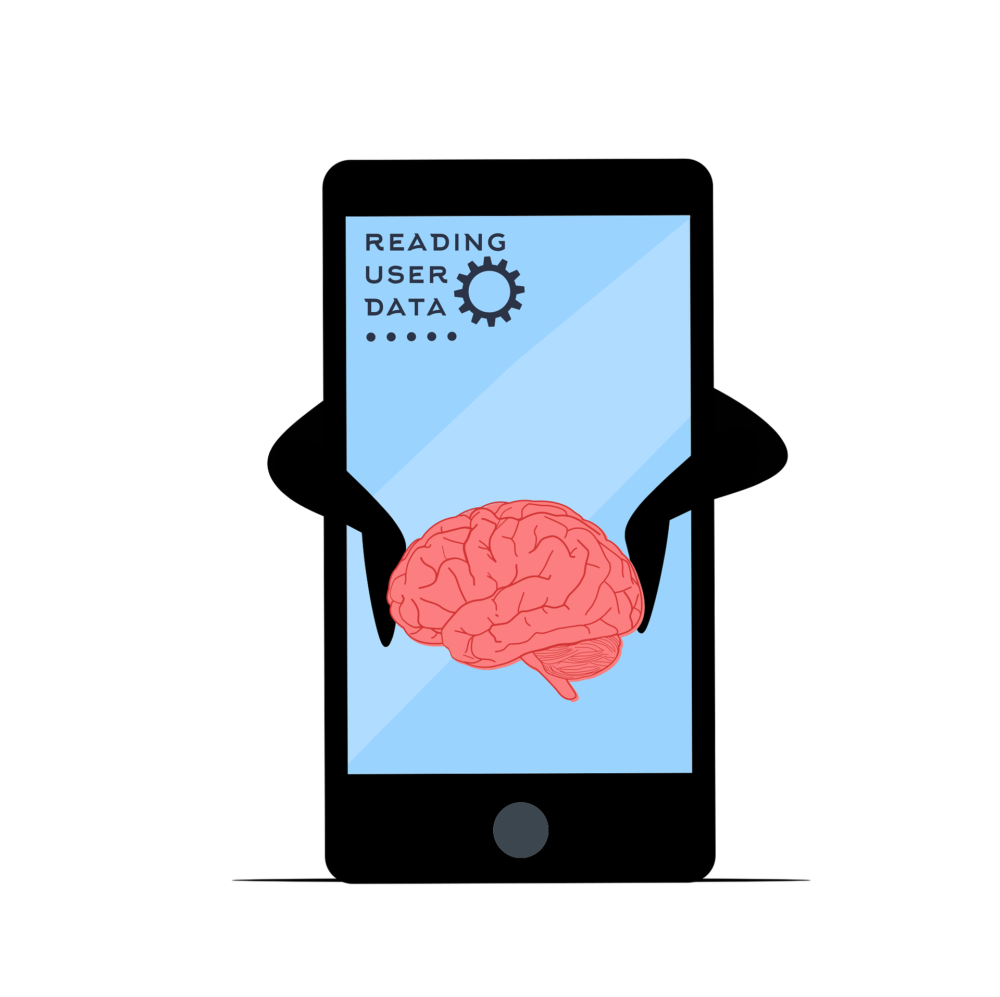 READING
USER
DATA
.....